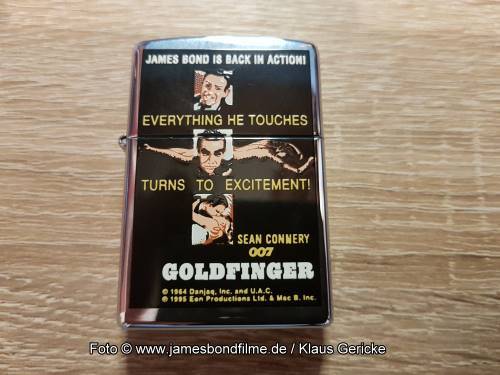 JAMES BOND IS BACK IN ACTION!
EVERYTHING HE TOUCHES
TURNS TO EXCITEMENT!
SEAN CONNERY
007
GOLDFINGER
© 1964 Danjaq, Inc. and U.A.C.
© 1995 Eon Productions Ltd. & Mac B. Inc.
Foto © www.jamesbondfilme.de / Klaus Gericke